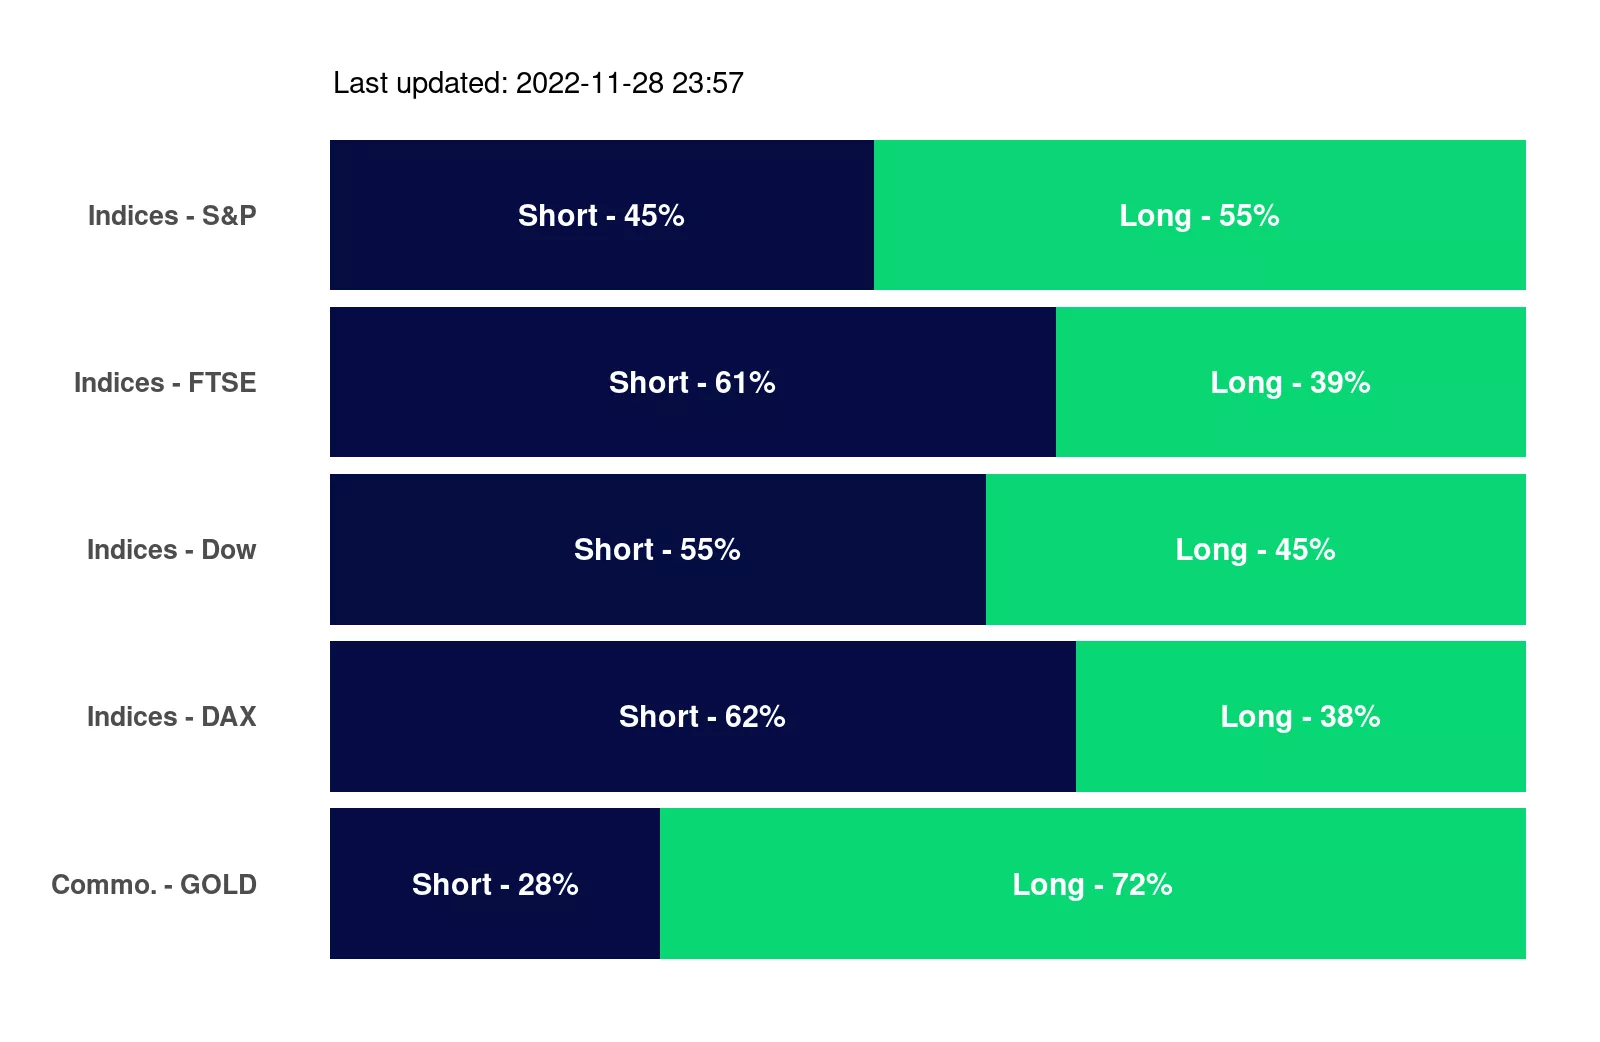 Last updated: 2022-11-28 23:57
Indices - S&P Short - 45% Long - 55%
Indices - FTSE Short - 61% Long - 39%
Indices - Dow Short - 55% Long - 45%
Indices - DAX Short - 62% Long - 38%
Commo. - GOLD Short - 28% Long - 72%